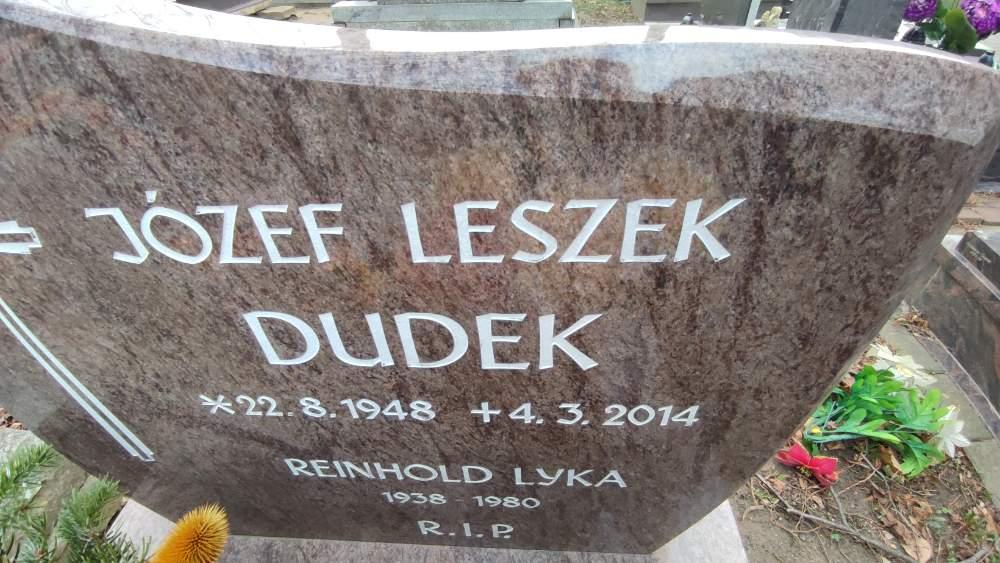 JÓZEF LESZEK
DUDEK
*22.8.1948 +4.3.2014
REINHOLD LYKA
1938 - 1980
R.I.P.